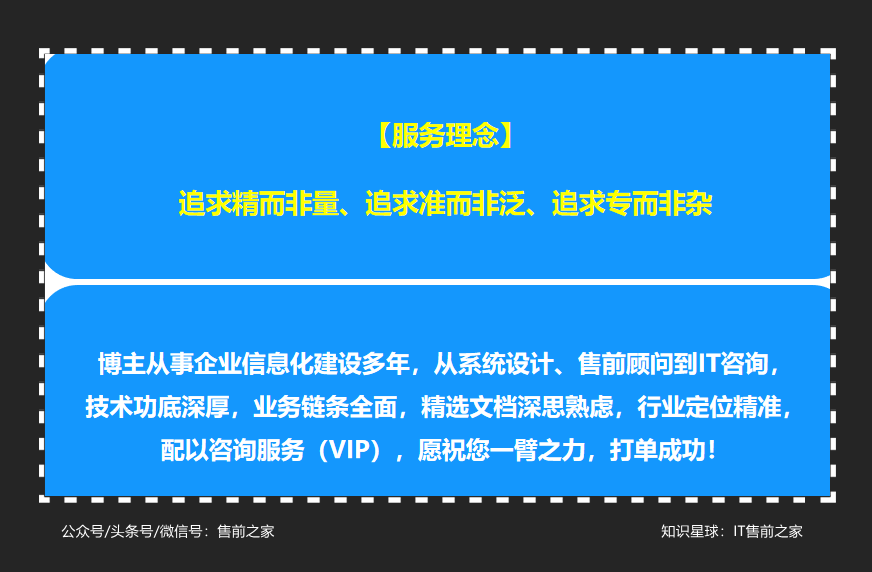 【服务理念】
追求精而非量、追求准而非泛、追求专而非杂
博主从事企业信息化建设多年，从系统设计、售前顾问到IT咨询，
技术功底深厚，业务链条全面，精选文档深思熟虑，行业定位精准，
配以咨询服务（VIP），愿祝您一臂之力，打单成功！
公众号/头条号/微信号：售前之家
知识星球：IT售前之家